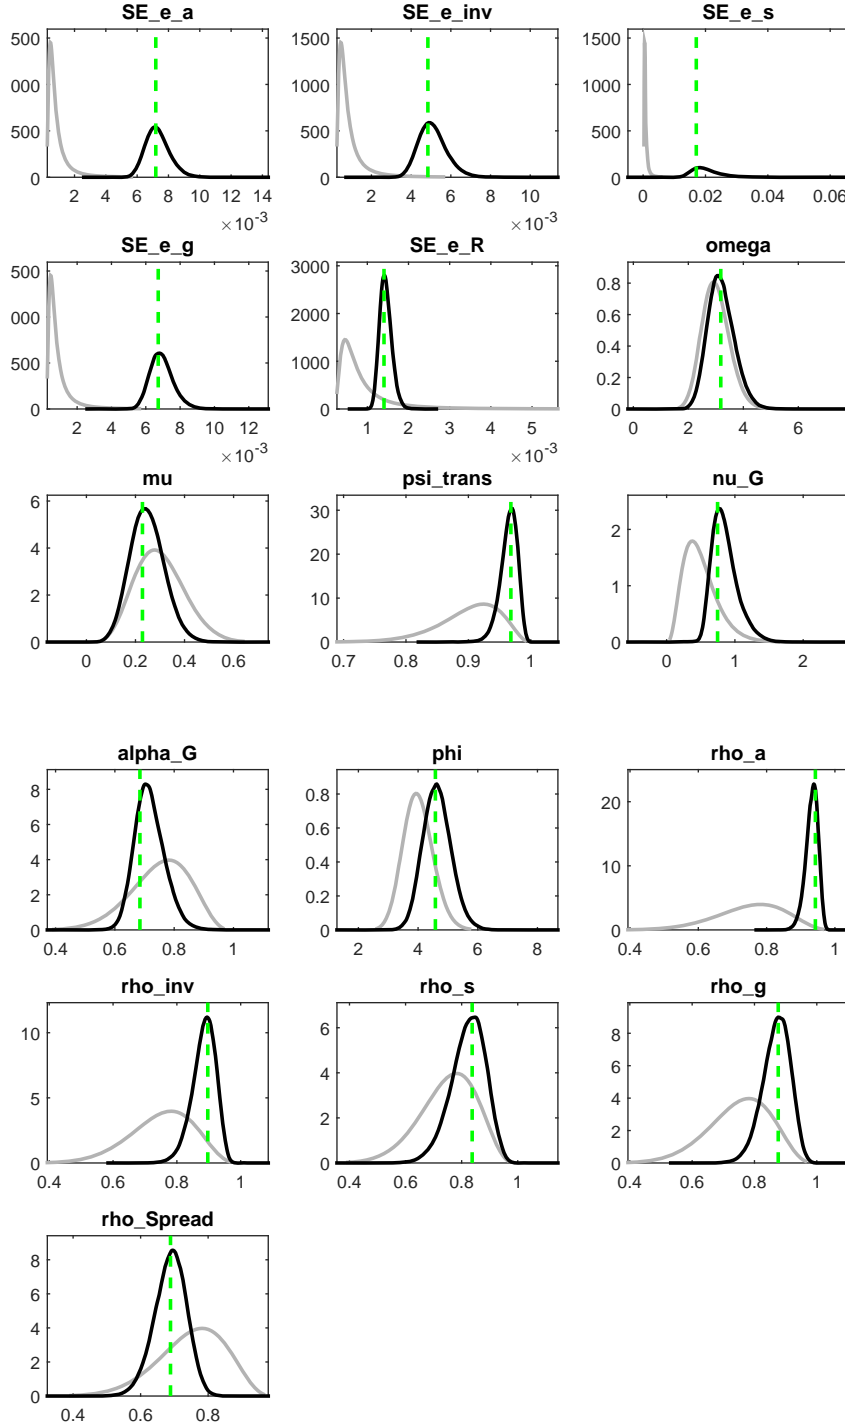 SE_e_a
500
000
500
0
2 4 6 8 10 12 14
×10-3
SE_e_inv
1500
1000
500
0
2 4 6 8 10
×10-3
SE_e_s
1500
1000
500
0
0 0.02 0.04 0.06
SE_e_g
500
000
500
0
2 4 6 8 10 12
×10-3
SE_e_R
3000
2000
1000
0
1 2 3 4 5
×10-3
omega
0.8
0.6
0.4
0.2
0
0 2 4 6
mu
6
4
2
0
0 0.2 0.4 0.6
psi_trans
30
20
10
0
0.7 0.8 0.9 1
nu_G
2
1
0
0 1 2
alpha_G
8
6
4
2
0
0.4 0.6 0.8 1
phi
0.8
0.6
0.4
0.2
0
2 4 6 8
rho_a
20
10
0
0.4 0.6 0.8 1
rho_inv
10
5
0
0.4 0.6 0.8 1
rho_s
6
4
2
0
0.4 0.6 0.8 1
rho_g
8
6
4
2
0
0.4 0.6 0.8 1
rho_Spread
8
6
4
2
0
0.4 0.6 0.8